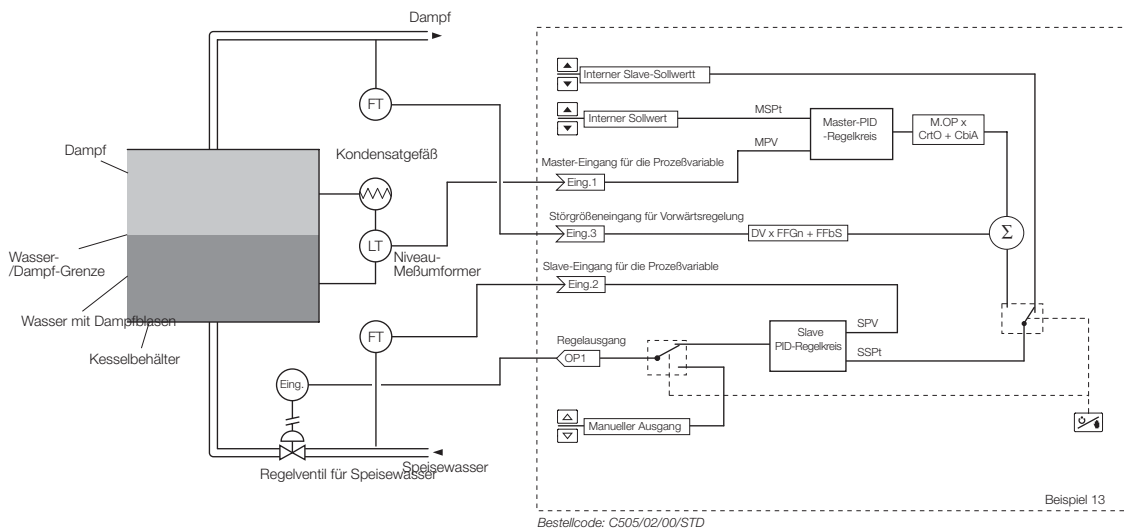 Dampf
Interner Slave-Sollwertt
MSPt
Interner Sollwert
Master-PID
-Regelkreis
M.OP x
CrtO + CbiA
FT
MPV
Dampf
Kondensatgefäß
Master-Eingang für die Prozeßvariable
Eing.1
Störgrößeneingang für Vorwärtsregelung
Eing.3
DV x FFGn + FFbS
Σ
LT
Niveau-
Meßumformer
Wasser-
/Dampf-Grenze
Slave-Eingang für die Prozeßvariable
Eing.2
Wasser mit Dampfblasen
SPV
Slave
PID-Regelkreis
SSPt
FT
Regelausgang
OP1
Kesselbehälter
Eing.
Manueller Ausgang
Speisewasser
Regelventil für Speisewasser
Beispiel 13
Bestellcode: C505/02/00/STD